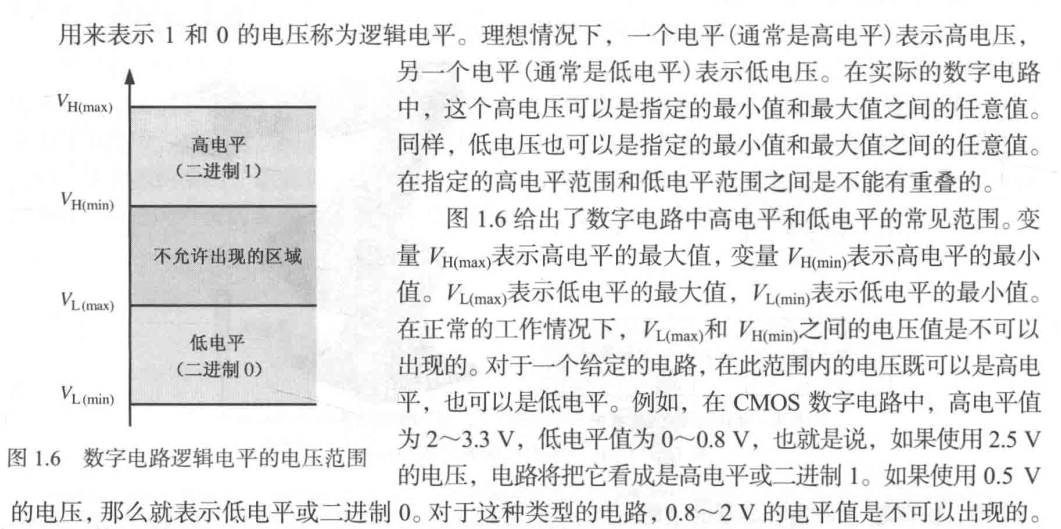 用来表示 1 和 0 的电压称为逻辑电平。理想情况下，一个电平(通常是高电平)表示高电压，
另一个电平(通常是低电平)表示低电压。在实际的数字电路
中，这个高电压可以是指定的最小值和最大值之间的任意值。
同样，低电压也可以是指定的最小值和最大值之间的任意值。
在指定的高电平范围和低电平范围之间是不能有重叠的。
图 1.6 给出了数字电路中高电平和低电平的常见范围。变
量 VH(max)表示高电平的最大值，变量 VH(min)表示高电平的最小
值。VL(max)表示低电平的最大值，VL(min)表示低电平的最小值。
在正常的工作情况下，VL(max)和 VH(min)之间的电压值是不可以
出现的。对于一个给定的电路，在此范围内的电压既可以是高电
平，也可以是低电平。例如，在 CMOS 数字电路中，高电平值
为 2～3.3 V，低电平值为 0～0.8 V，也就是说，如果使用 2.5 V
的电压，电路将把它看成是高电平或二进制 1。如果使用 0.5 V
的电压，那么就表示低电平或二进制 0。对于这种类型的电路，0.8～2 V 的电平值是不可以出现的。
VH(max)
高电平
(二进制 1)
VH(min)
不允许出现的区域
VL(max)
低电平
(二进制 0)
VL(min)
图 1.6 数字电路逻辑电平的电压范围